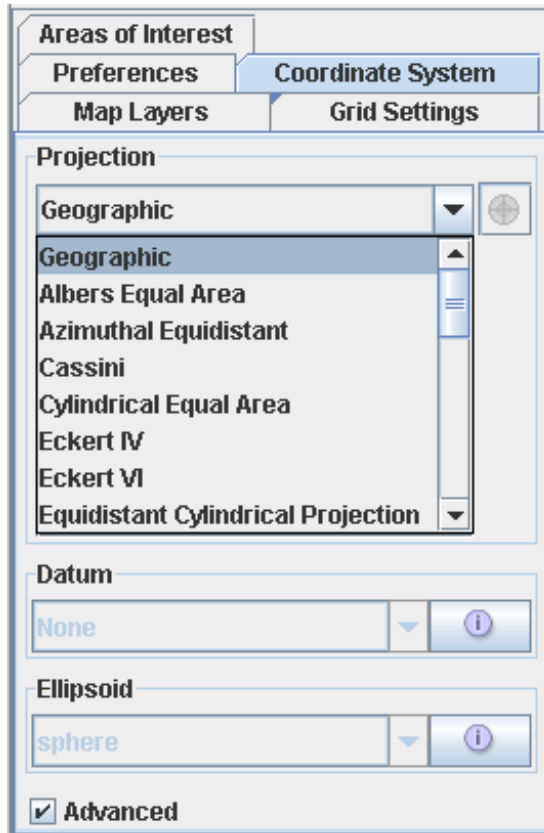 Areas of Interest
Preferences Coordinate System
Map Layers Grid Settings
Projection
Geographic
Geographic
Albers Equal Area
Azimuthal Equidistant
Cassini
Cylindrical Equal Area
Eckert IV
Eckert VI
Equidistant Cylindrical Projection
Datum
None
i
Ellipsoid
sphere
i
Advanced